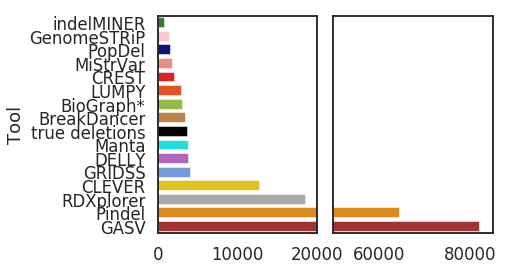 Tool
indelMINER
GenomeSTRiP
PopDel
MiStrVar
CREST
LUMPY
BioGraph*
BreakDancer
true deletions
Manta
DELLY
GRIDSS
CLEVER
RDXplorer
Pindel
GASV
0 10000 20000 60000 80000